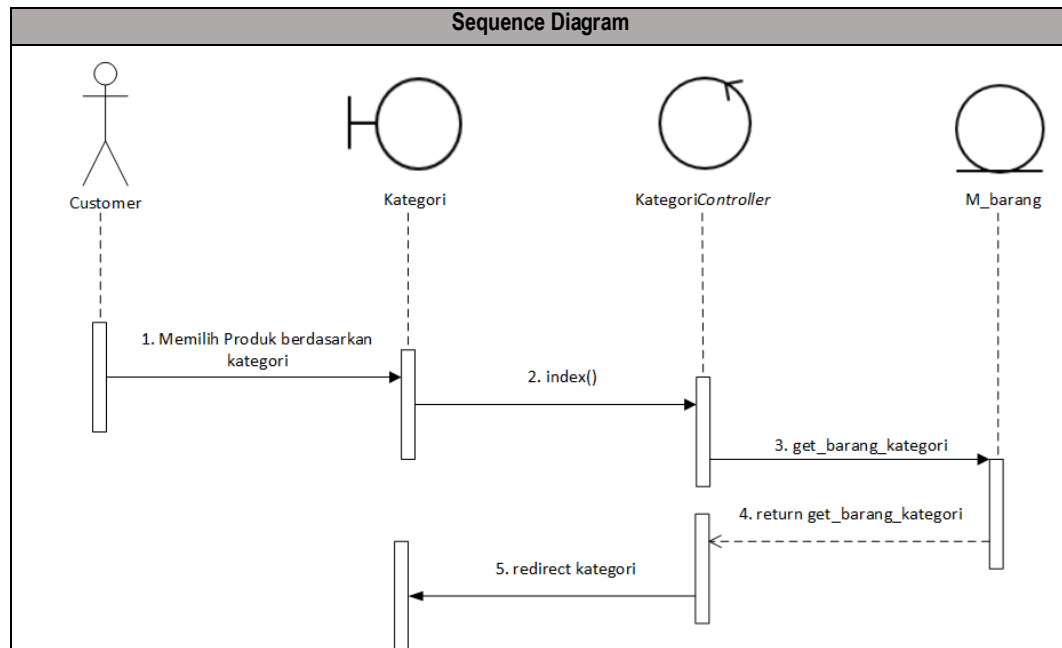 Sequence Diagram
Customer
Kategori
KategoriController
M_barang
1. Memilih Produk berdasarkan
kategori
2. index()
3. get_barang_kategori
4. return get_barang_kategori
5. redirect kategori